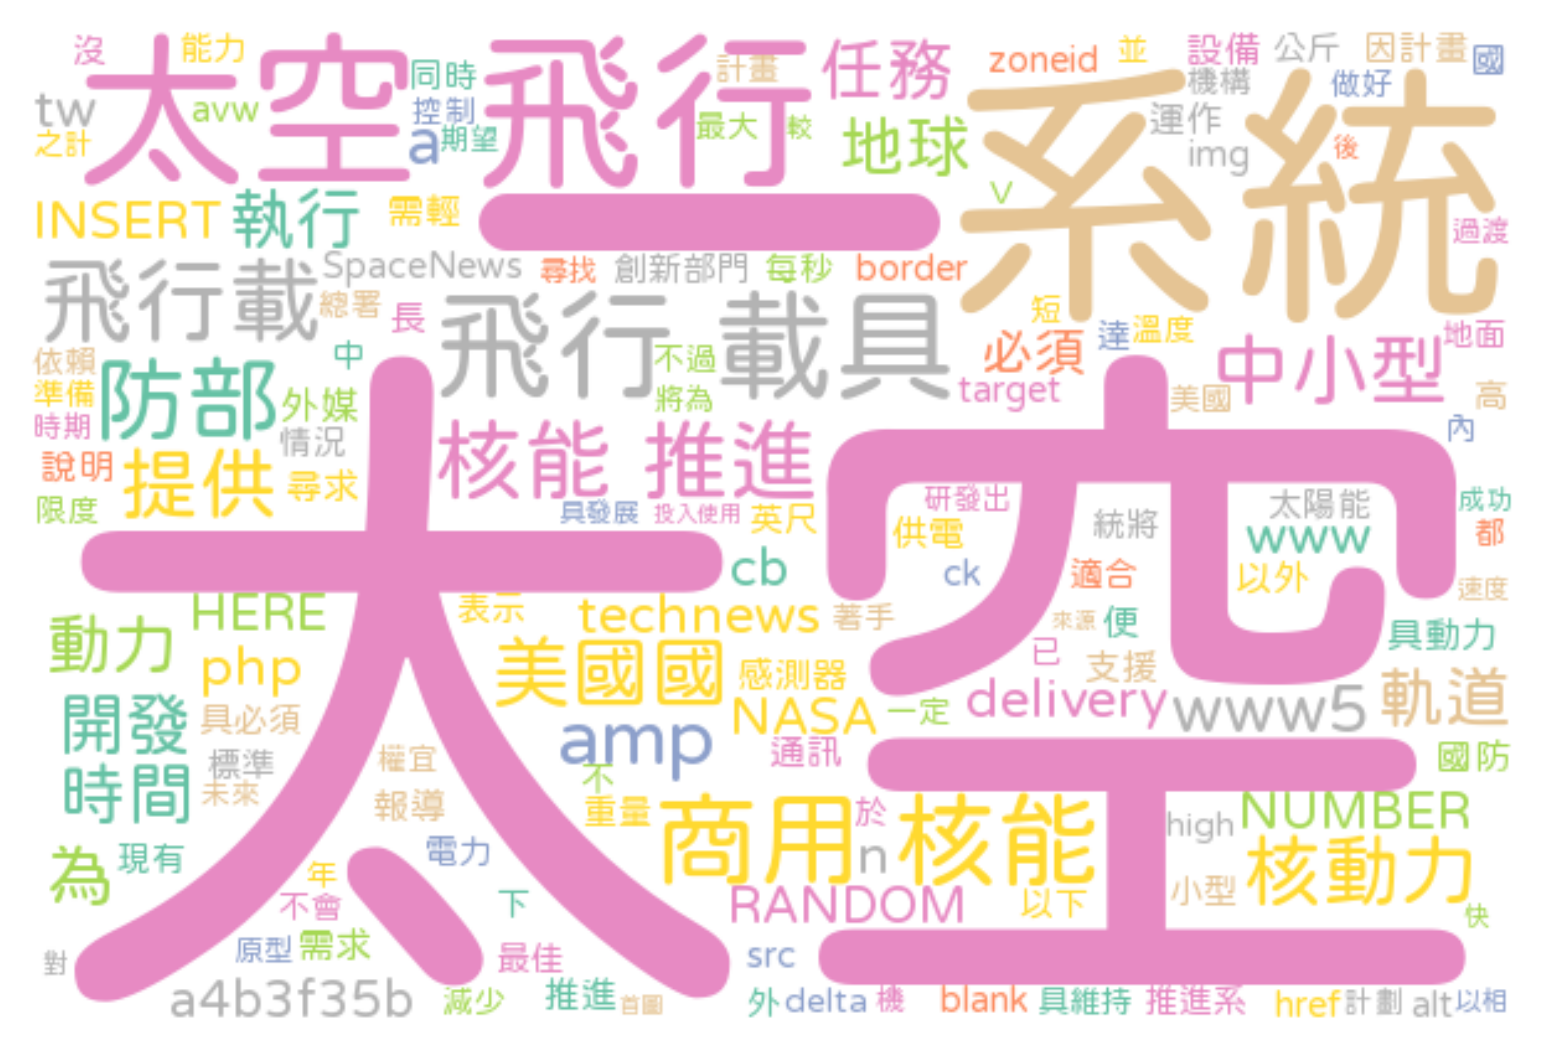 沒 能力 太空飛行 同時 計畫 任務 zoneid 並 設備 公斤 因計畫 國
tw avw 控制 最大 較 系統 機構 做好
之計 a 期望 地球 運作 img 後
INSERT 執行 需輕 一 V 過渡
飛行載 SpaceNews 尋找 創新部門 每秒 border
總署 長 飛行 載具 短 必須 達 溫度 中小型 地面
依賴 中 不過
準備 防部 外媒 將為 target 美國 高
時期 情況 核能 推進 內
說明 提供 尋求 太空
限度 具發展 投入使用 英尺 研發出 供電 統將 太陽能 www 成功 都
cb ck 適合 以外 速度
動力 HERE 表示 technews 著手 來源 便 具動力
php 美國國 感測器 已 支援
開發 具必須 amp NASA 一定 delivery www5 軌道
標準 權宜 通訊 國防
時間 未來 報導 不 重量 商用 於 核能 high NUMBER
為 現有 電力 n 核動力
年 不會 下 RANDOM 以下 小型 快
對 原型 需求 最佳 src
a4b3f35b 減少 推進 首圖 外 delta 機 blank 具維持 推進系 href 計劃 alt 以相